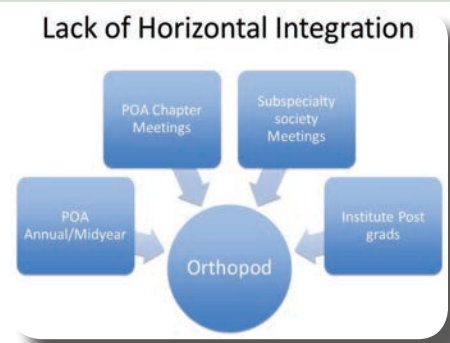 Lack of Horizontal Integration
POA Chapter
Meetings
Subspecialty
society
Meetings
POA
Annual/Midyear
Institute Post
grads
Orthopod